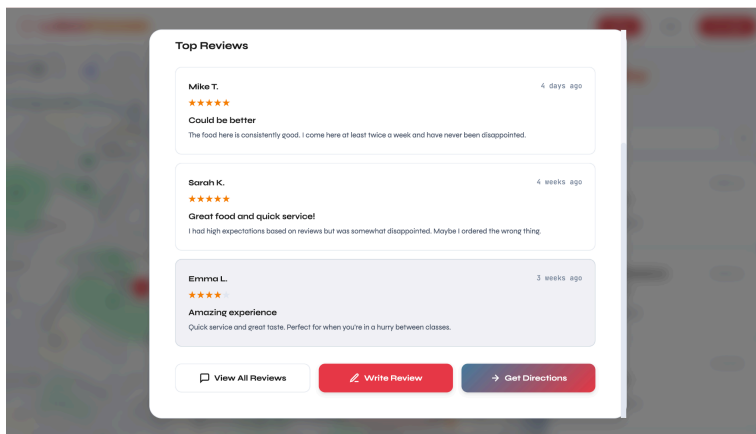 Top Reviews
Mike T.
4 days ago
Could be better
The food here is consistently good. I come here at least twice a week and have never been disappointed.
Sarah K.
4 weeks ago
Great food and quick service!
I had high expectations based on reviews but was somewhat disappointed. Maybe I ordered the wrong thing.
Emma L.
3 weeks ago
Amazing experience
Quick service and great taste. Perfect for when you're in a hurry between classes.
View All Reviews
Write Review
Get Directions